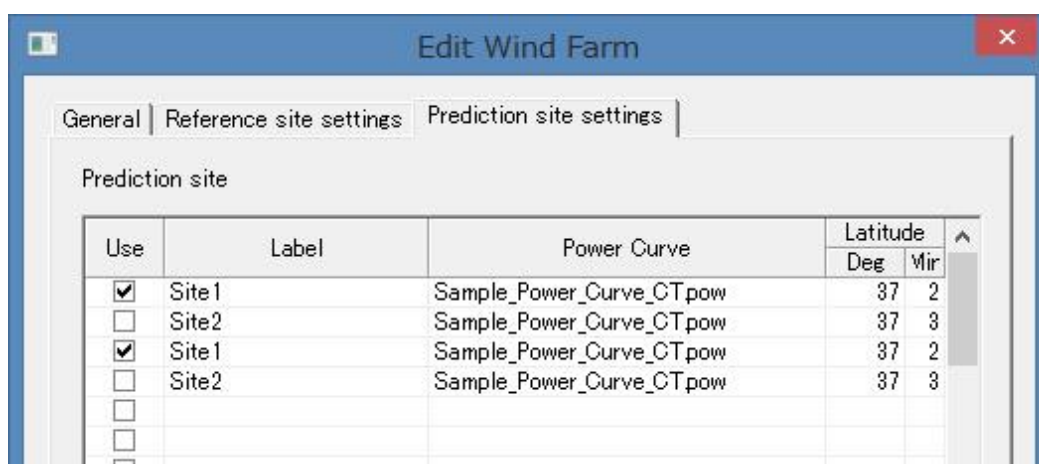 Edit Wind Farm
General Reference site settings Prediction site settings
Prediction site
Use Label Power Curve Latitude
Deg Min
Site1 Sample_Power_Curve_CT.pow 37 2
Site2 Sample_Power_Curve_CT.pow 37 3
Site1 Sample_Power_Curve_CT.pow 37 2
Site2 Sample_Power_Curve_CT.pow 37 3